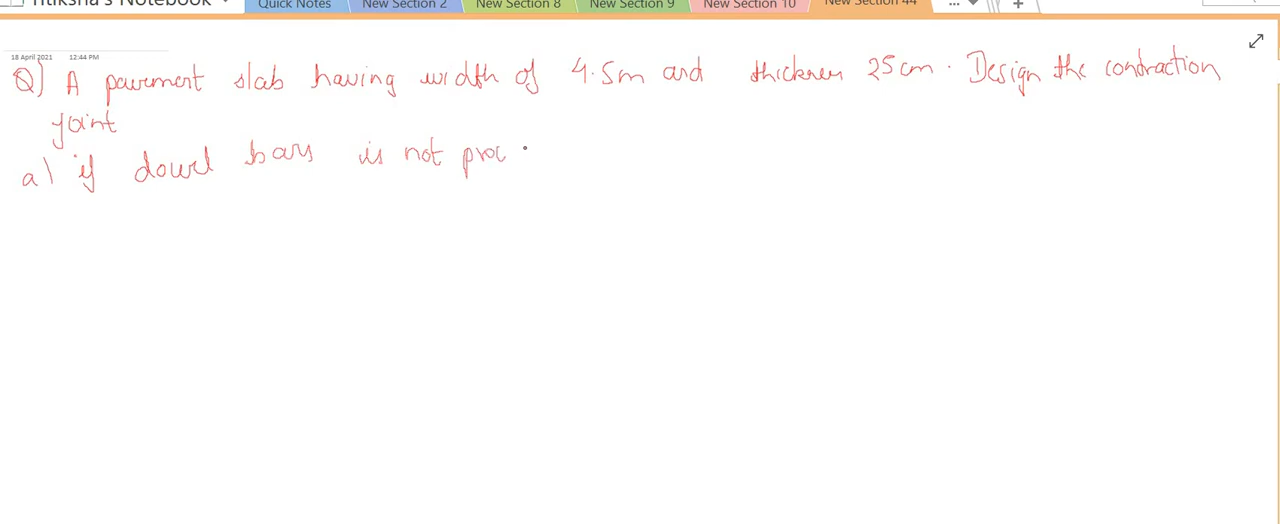 Quick Notes New Section 2 New Section 8 New Section 9 New Section 10 New Section 44 ... +
18 April 2021 12:44 PM
Q) A pavement slab having width of 4.5m and thickness 25cm. Design the contraction
joint
a) if dowel bars is not prov